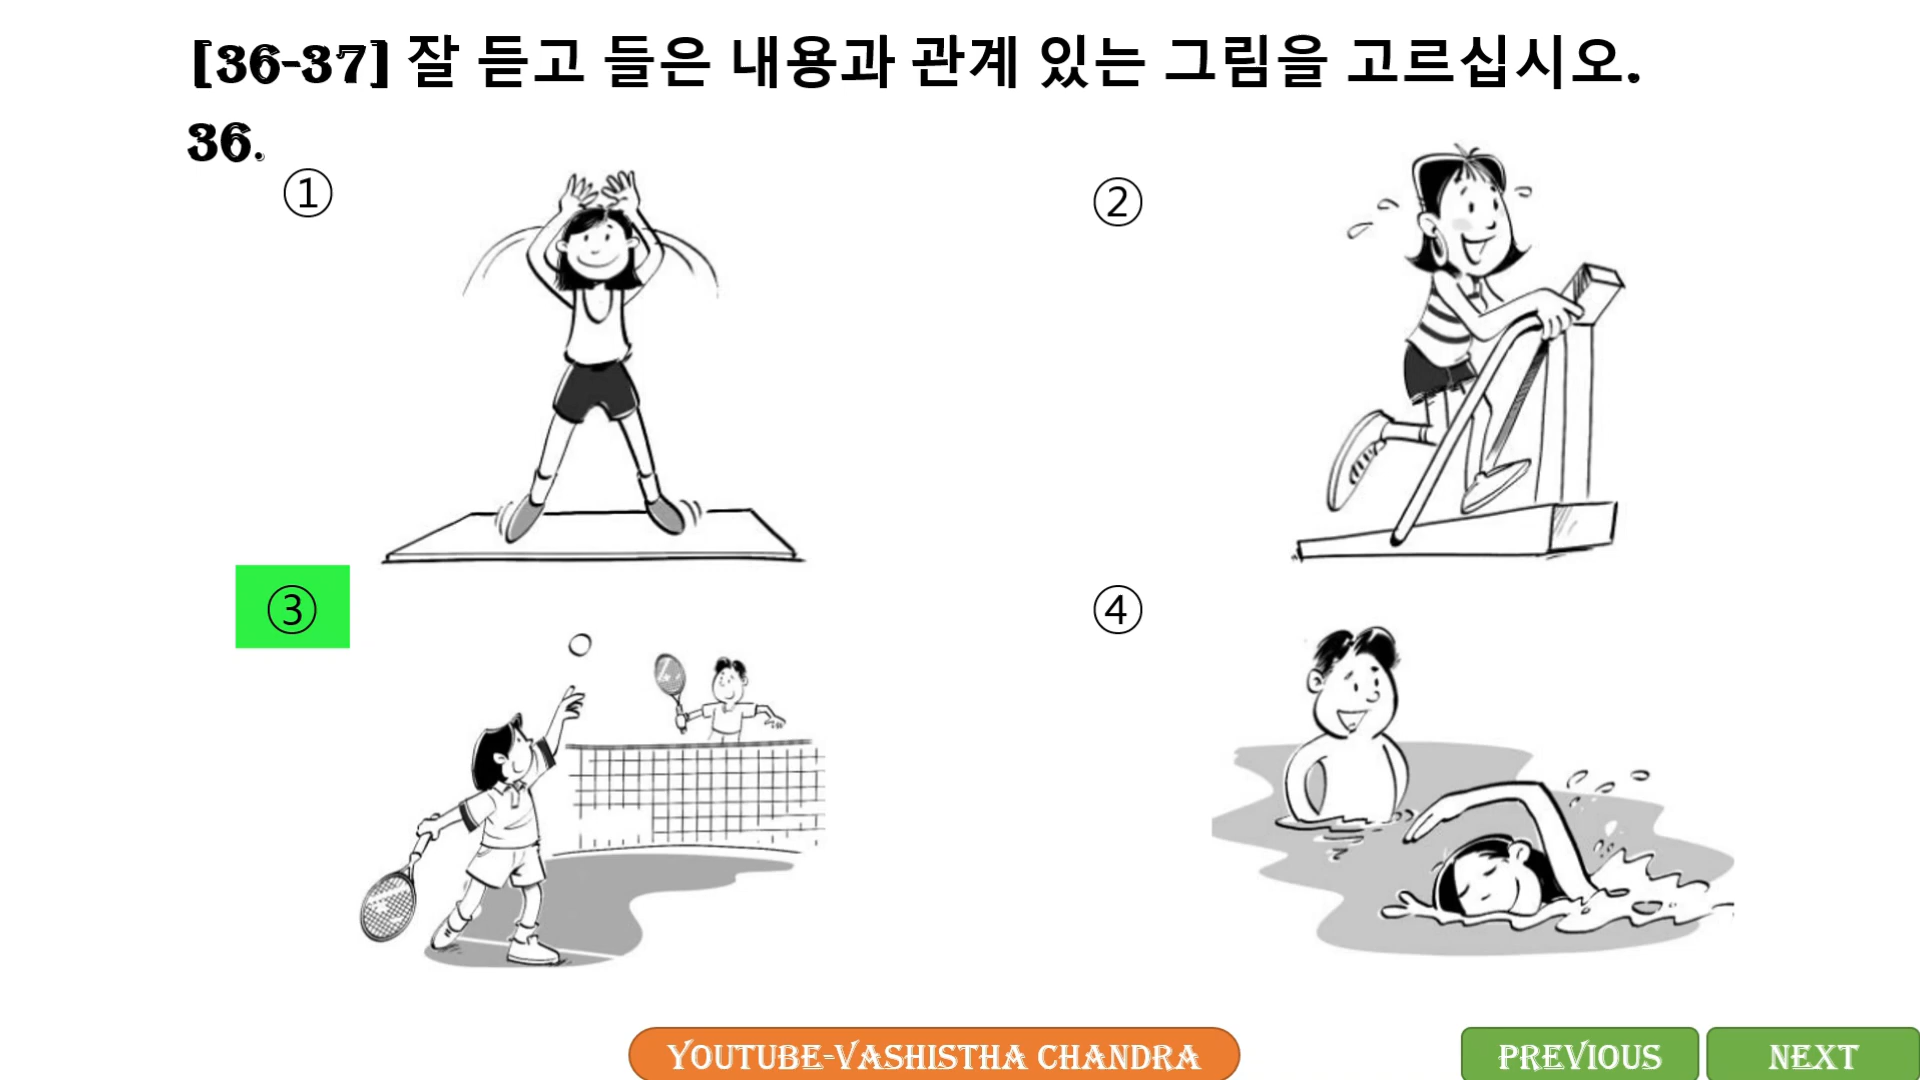 [36-37] 잘 듣고 들은 내용과 관계 있는 그림을 고르십시오.
36.
①
②
③
④
YOUTUBE-VASHISTHA CHANDRA
PREVIOUS
NEXT